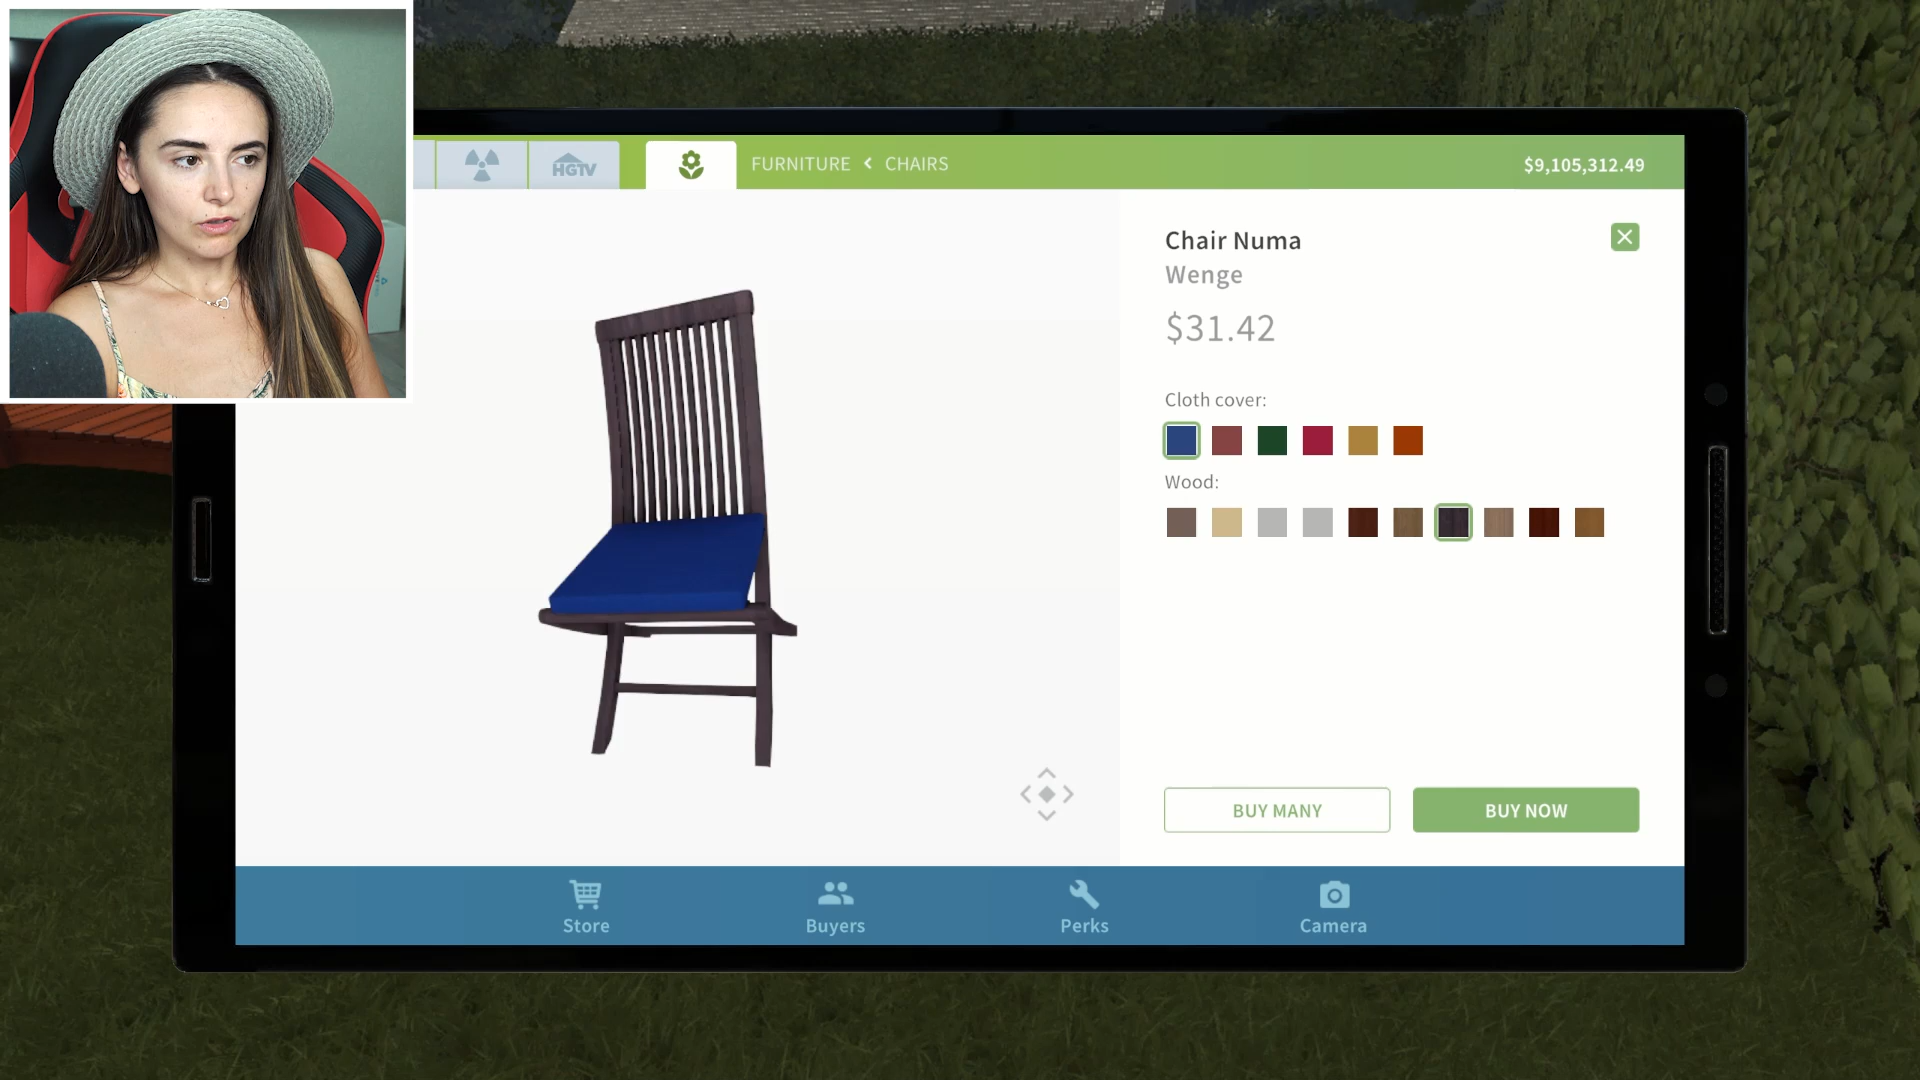 HGTV
FURNITURE < CHAIRS
$9,105,312.49
Chair Numa
Wenge
$31.42
Cloth cover:
Wood:
BUY MANY
BUY NOW
Store
Buyers
Perks
Camera